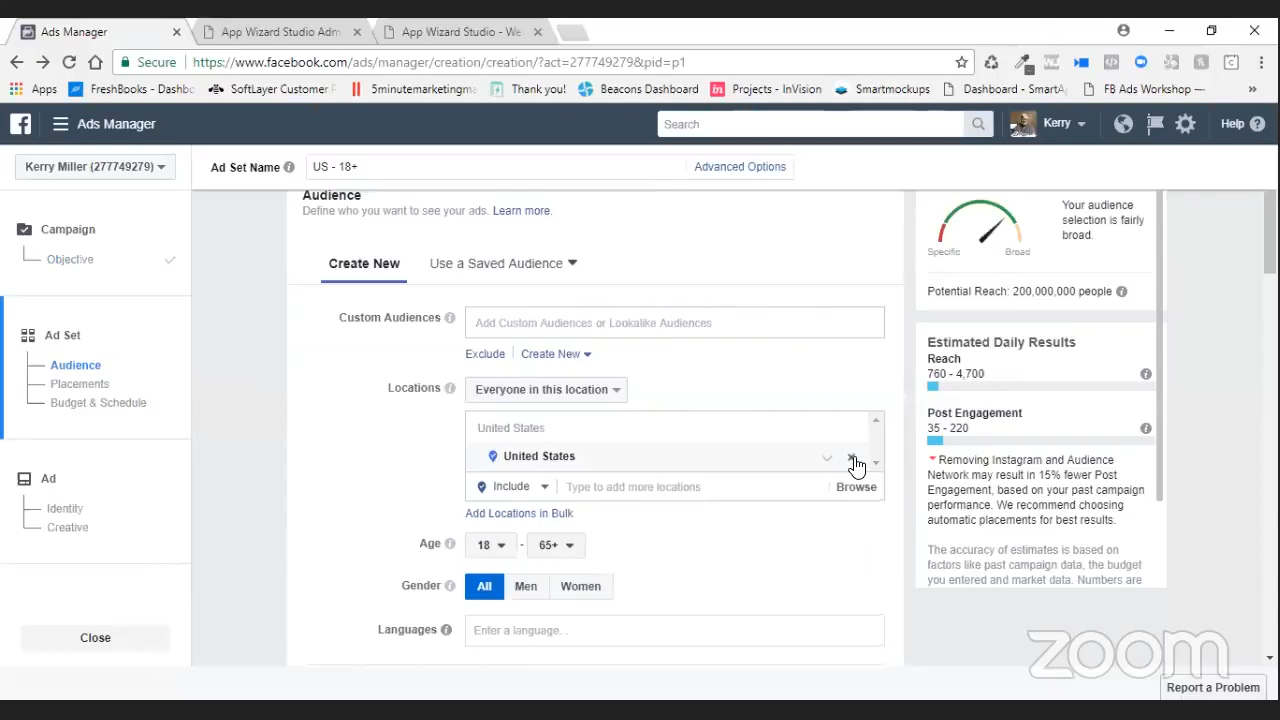 Ads Manager
App Wizard Studio Adm
App Wizard Studio - We
Secure
https://www.facebook.com/ads/manager/creation/creation/?act=277749279&pid=p1
Apps
FreshBooks - Dashbo
SoftLayer Customer P
5minutemarketingma
Thank you!
Beacons Dashboard
Projects - InVision
Smartmockups
Dashboard - SmartA
FB Ads Workshop —
»
Ads Manager
Search
Kerry
Help
Kerry Miller (277749279)
Ad Set Name
US - 18+
Advanced Options
Campaign
Objective
Ad Set
Audience
Placements
Budget & Schedule
Ad
Identity
Creative
Close
Audience
Define who you want to see your ads. Learn more.
Create New
Use a Saved Audience
Custom Audiences
Add Custom Audiences or Lookalike Audiences
Exclude
Create New
Locations
Everyone in this location
United States
United States
Include
Type to add more locations
Browse
Add Locations in Bulk
Age
18 - 65+
Gender
All
Men
Women
Languages
Enter a language...
Specific
Broad
Your audience
selection is fairly
broad.
Potential Reach: 200,000,000 people
Estimated Daily Results
Reach
760 - 4,700
Post Engagement
35 - 220
Removing Instagram and Audience
Network may result in 15% fewer Post
Engagement, based on your past campaign
performance. We recommend choosing
automatic placements for best results.
The accuracy of estimates is based on
factors like past campaign data, the budget
you entered and market data. Numbers are
zoom
Report a Problem